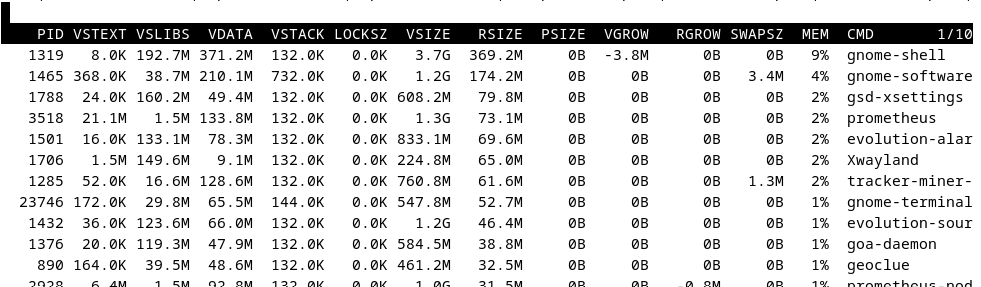 PID VSTEXT VSLIBS VDATA VSTACK LOCKSZ VSIZE RSIZE PSIZE VGROW RGROW SWAPSZ MEM CMD 1/10
1319 8.0K 192.7M 371.2M 132.0K 0.0K 3.7G 369.2M 0B -3.8M 0B 0B 9% gnome-shell
1465 368.0K 38.7M 210.1M 732.0K 0.0K 1.2G 174.2M 0B 0B 0B 3.4M 4% gnome-software
1788 24.0K 160.2M 49.4M 132.0K 0.0K 608.2M 79.8M 0B 0B 0B 0B 2% gsd-xsettings
3518 21.1M 1.5M 133.8M 132.0K 0.0K 1.3G 73.1M 0B 0B 0B 0B 2% prometheus
1501 16.0K 133.1M 78.3M 132.0K 0.0K 833.1M 69.6M 0B 0B 0B 0B 2% evolution-alar
1706 1.5M 149.6M 9.1M 132.0K 0.0K 224.8M 65.0M 0B 0B 0B 0B 2% Xwayland
1285 52.0K 16.6M 128.6M 132.0K 0.0K 760.8M 61.6M 0B 0B 0B 1.3M 2% tracker-miner-
23746 172.0K 29.8M 65.5M 144.0K 0.0K 547.8M 52.7M 0B 0B 0B 0B 1% gnome-terminal
1432 36.0K 123.6M 66.0M 132.0K 0.0K 1.2G 46.4M 0B 0B 0B 0B 1% evolution-sour
1376 20.0K 119.3M 47.9M 132.0K 0.0K 584.5M 38.8M 0B 0B 0B 0B 1% goa-daemon
890 164.0K 39.5M 48.6M 132.0K 0.0K 461.2M 32.5M 0B 0B 0B 0B 1% geoclue
2928 6.4M 1.5M 92.8M 132.0K 0.0K 1.0G 31.5M 0B 0B -0.8M 0B 1% prometheus-nod